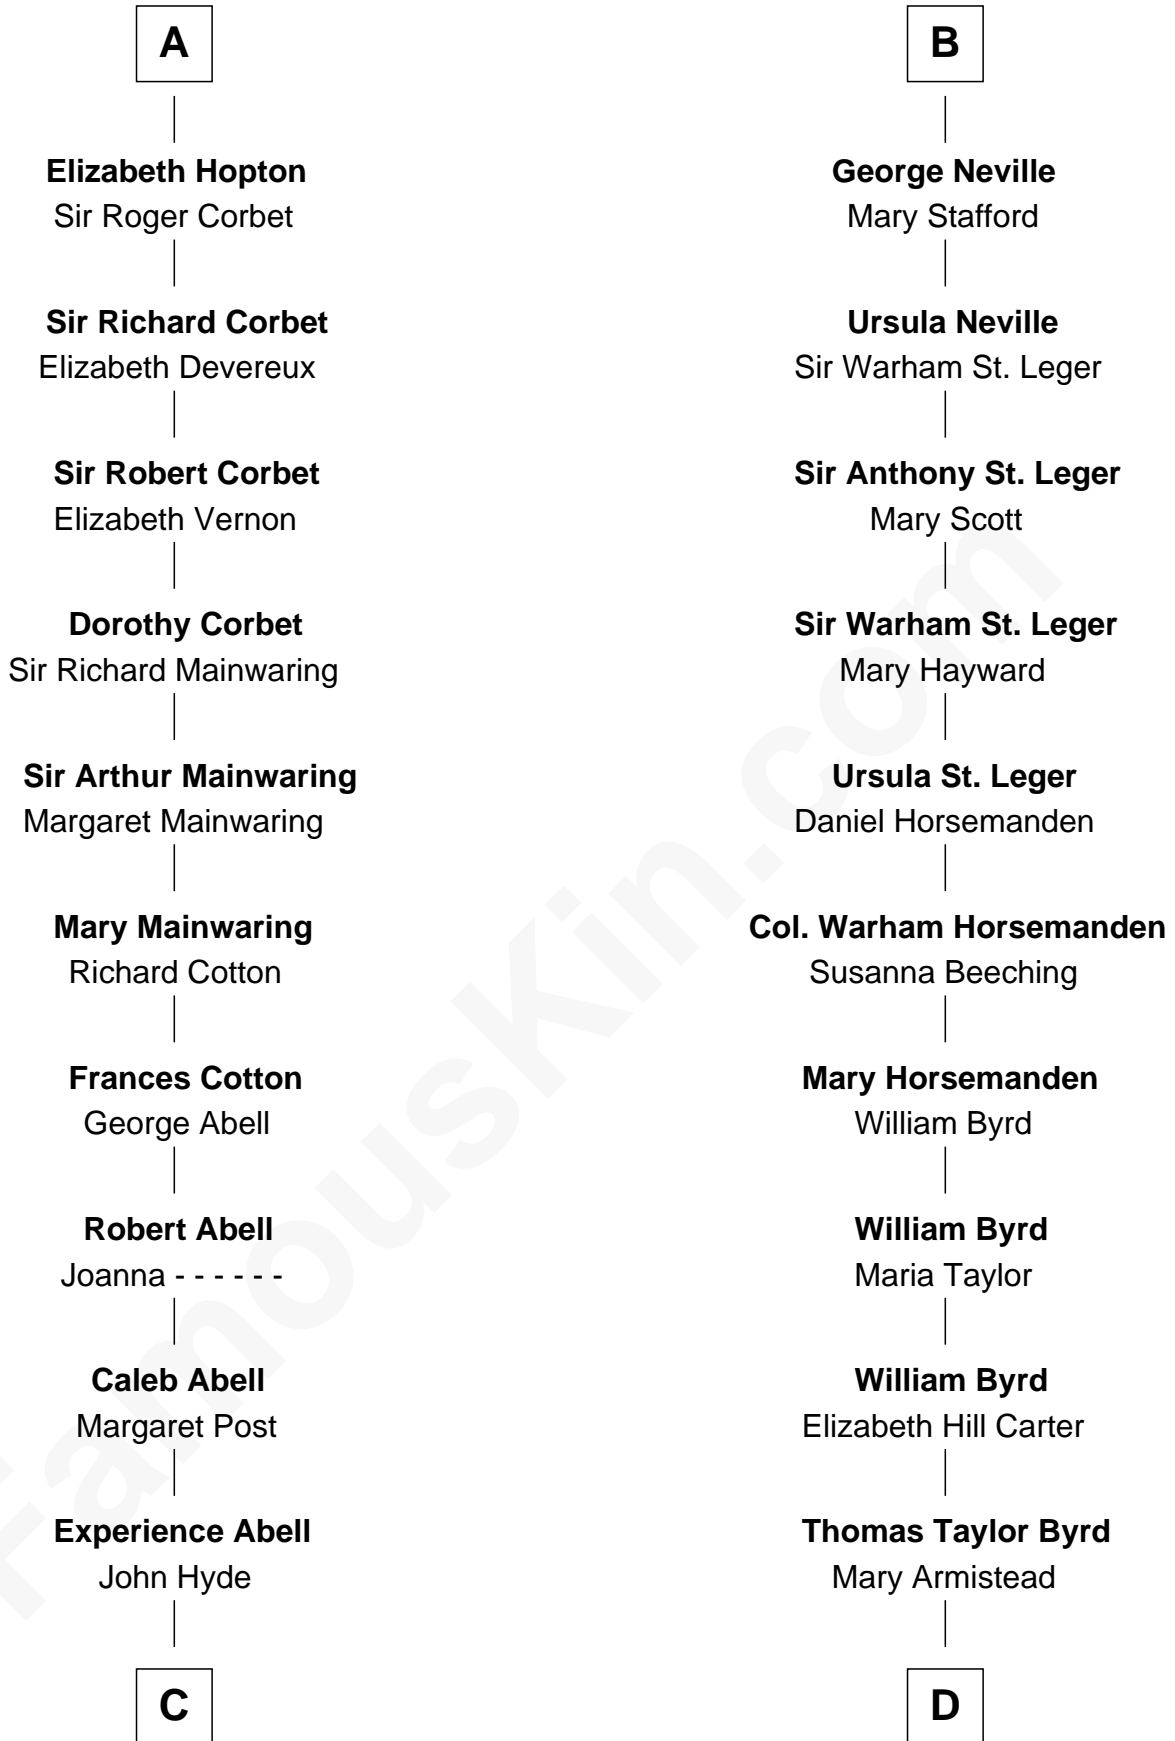 A
Elizabeth Hopton
Sir Roger Corbet
Sir Richard Corbet
Elizabeth Devereux
Sir Robert Corbet
Elizabeth Vernon
Dorothy Corbet
Sir Richard Mainwaring
Sir Arthur Mainwaring
Margaret Mainwaring
Mary Mainwaring
Richard Cotton
Frances Cotton
George Abell
Robert Abell
Joanna - - - - - -
Caleb Abell
Margaret Post
Experience Abell
John Hyde
C
B
George Neville
Mary Stafford
Ursula Neville
Sir Warham St. Leger
Sir Anthony St. Leger
Mary Scott
Sir Warham St. Leger
Mary Hayward
Ursula St. Leger
Daniel Horsemanden
Col. Warham Horsemanden
Susanna Beeching
Mary Horsemanden
William Byrd
William Byrd
Maria Taylor
William Byrd
Elizabeth Hill Carter
Thomas Taylor Byrd
Mary Armistead
D
FamousKin.com